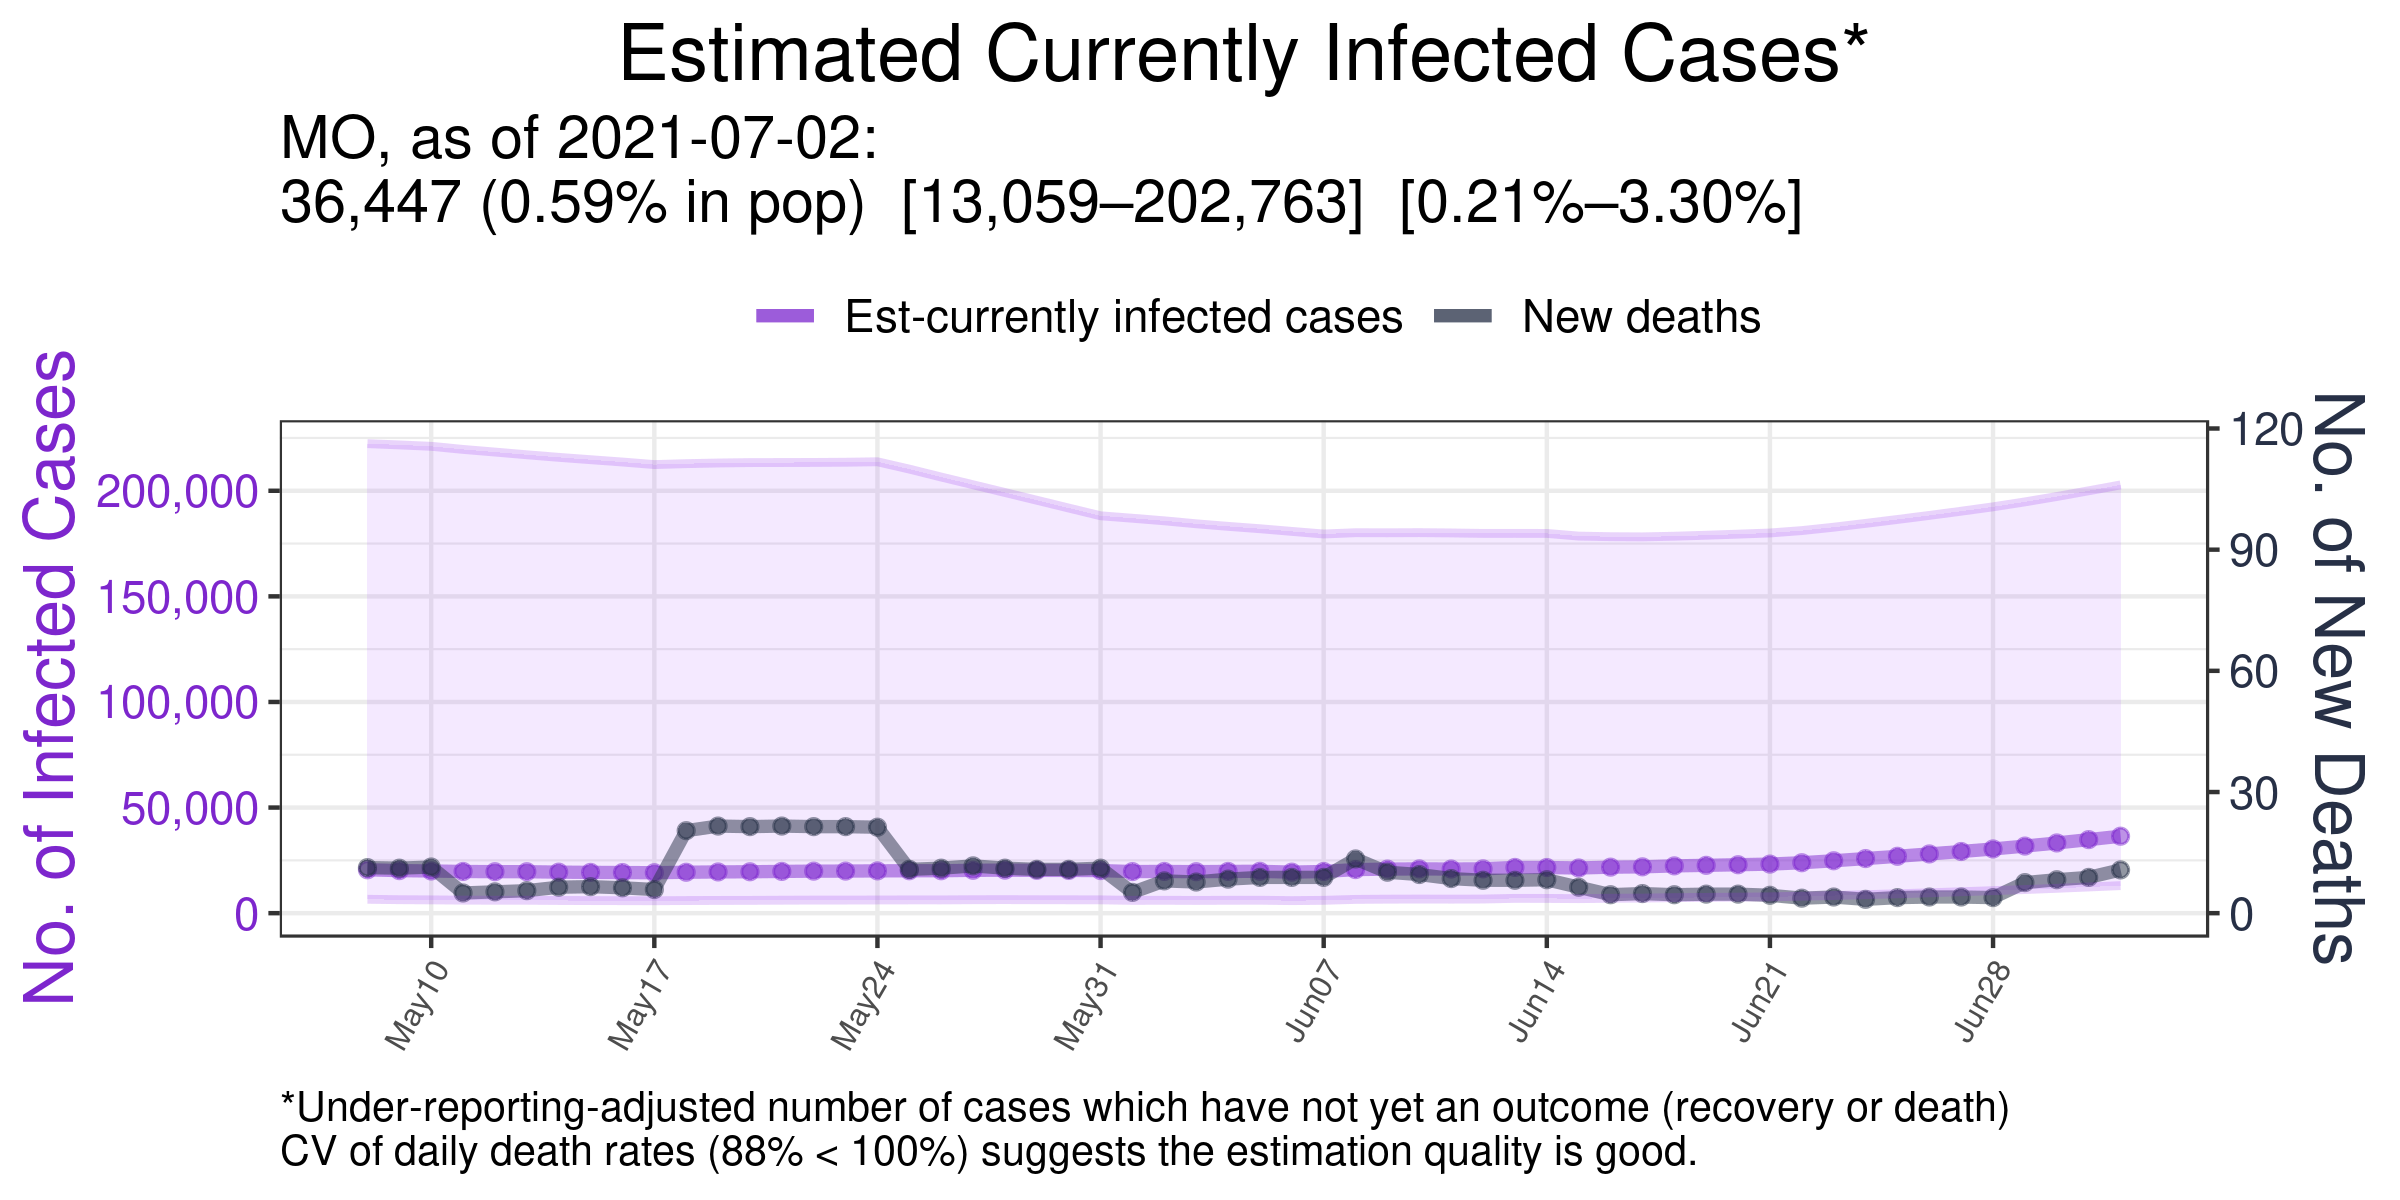 Estimated Currently Infected Cases*
MO, as of 2021-07-02:
36,447 (0.59% in pop)  [13,059–202,763]  [0.21%–3.30%]
Est-currently infected cases
New deaths
No. of Infected Cases
200,000
150,000
100,000
50,000
0
120
90
60
30
0
No. of New Deaths
May10
May17
May24
May31
Jun07
Jun14
Jun21
Jun28
*Under-reporting-adjusted number of cases which have not yet an outcome (recovery or death)
CV of daily death rates (88% < 100%) suggests the estimation quality is good.